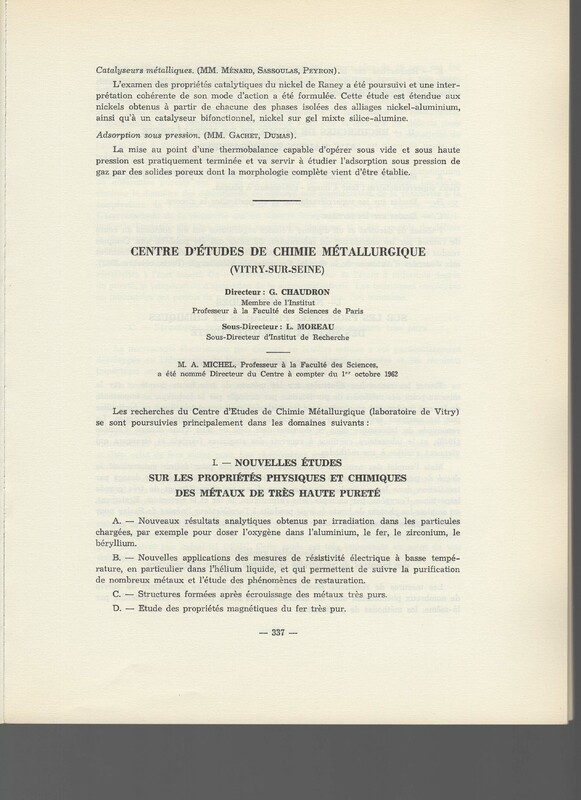 Catalyseurs métalliques. (MM. MÉNARD, SASSOULAS, PEYRON).
L'examen des propriétés catalytiques du nickel de Raney a été poursuivi et une inter-
prétation cohérente de son mode d'action a été formulée. Cette étude est étendue aux
nickels obtenus à partir de chacune des phases isolées des alliages nickel-aluminium,
ainsi qu'à un catalyseur bifonctionnel, nickel sur gel mixte silice-alumine.
Adsorption sous pression. (MM. GACHET, DUMAS).
La mise au point d'une thermobalance capable d'opérer sous vide et sous haute
pression est pratiquement terminée et va servir à étudier l'adsorption sous pression de
gaz par des solides poreux dont la morphologie complète vient d'être établie.
CENTRE D'ÉTUDES DE CHIMIE MÉTALLURGIQUE
(VITRY-SUR-SEINE)
Directeur : G. CHAUDRON
Membre de l'Institut
Professeur à la Faculté des Sciences de Paris
Sous-Directeur : L. MOREAU
Sous-Directeur d'Institut de Recherche
M. A. MICHEL, Professeur à la Faculté des Sciences,
a été nommé Directeur du Centre à compter du 1er octobre 1962
Les recherches du Centre d'Etudes de Chimie Métallurgique (laboratoire de Vitry)
se sont poursuivies principalement dans les domaines suivants :
I. — NOUVELLES ÉTUDES
SUR LES PROPRIÉTÉS PHYSIQUES ET CHIMIQUES
DES MÉTAUX DE TRÈS HAUTE PURETÉ
A. — Nouveaux résultats analytiques obtenus par irradiation dans les particules
chargées, par exemple pour doser l'oxygène dans l'aluminium, le fer, le zirconium, le
béryllium.
B. — Nouvelles applications des mesures de résistivité électrique à basse tempé-
rature, en particulier dans l'hélium liquide, et qui permettent de suivre la purification
de nombreux métaux et l'étude des phénomènes de restauration.
C. — Structures formées après écrouissage des métaux très purs.
D. — Etude des propriétés magnétiques du fer très pur.
— 337 —